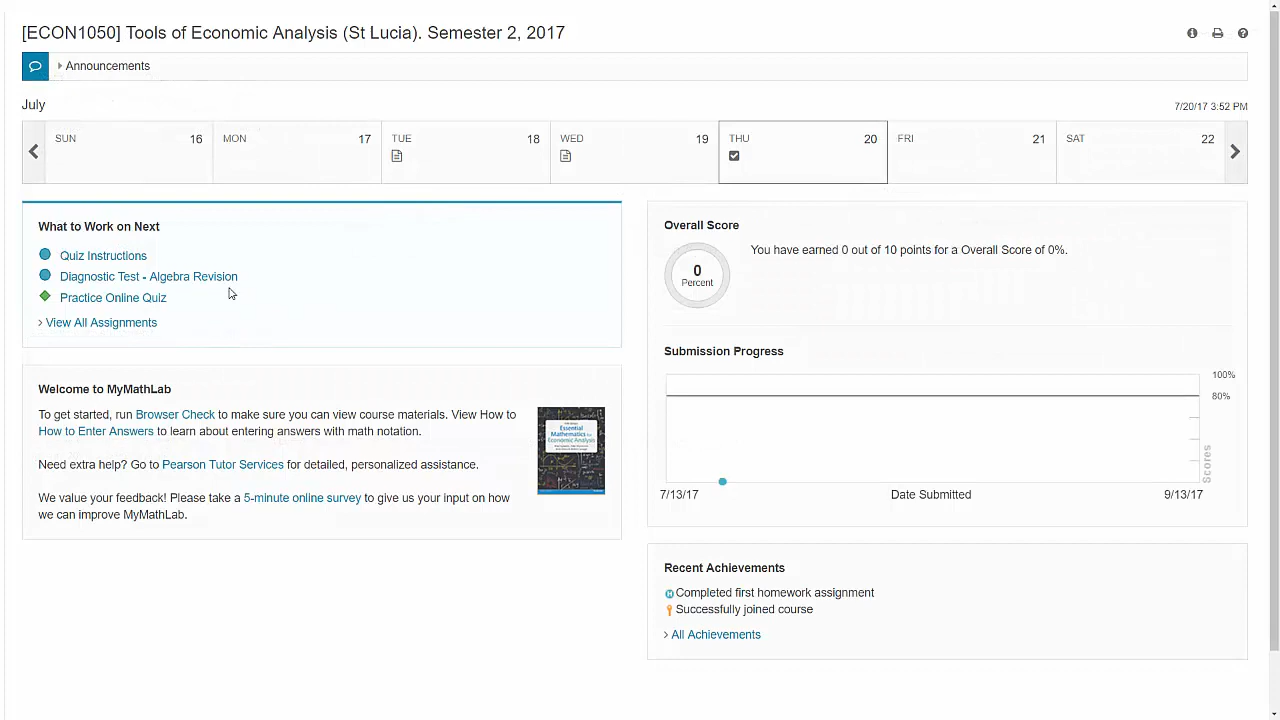 [ECON1050] Tools of Economic Analysis (St Lucia). Semester 2, 2017
Announcements
July
7/20/17 3:52 PM
SUN 16
MON 17
TUE 18
WED 19
THU 20
FRI 21
SAT 22
What to Work on Next
Quiz Instructions
Diagnostic Test - Algebra Revision
Practice Online Quiz
View All Assignments
Welcome to MyMathLab
To get started, run Browser Check to make sure you can view course materials. View How to
How to Enter Answers to learn about entering answers with math notation.
Need extra help? Go to Pearson Tutor Services for detailed, personalized assistance.
We value your feedback! Please take a 5-minute online survey to give us your input on how
we can improve MyMathLab.
Essential
Mathematics for
Economic Analysis
Overall Score
0
Percent
You have earned 0 out of 10 points for a Overall Score of 0%.
Submission Progress
100%
80%
Scores
7/13/17
Date Submitted
9/13/17
Recent Achievements
Completed first homework assignment
Successfully joined course
All Achievements